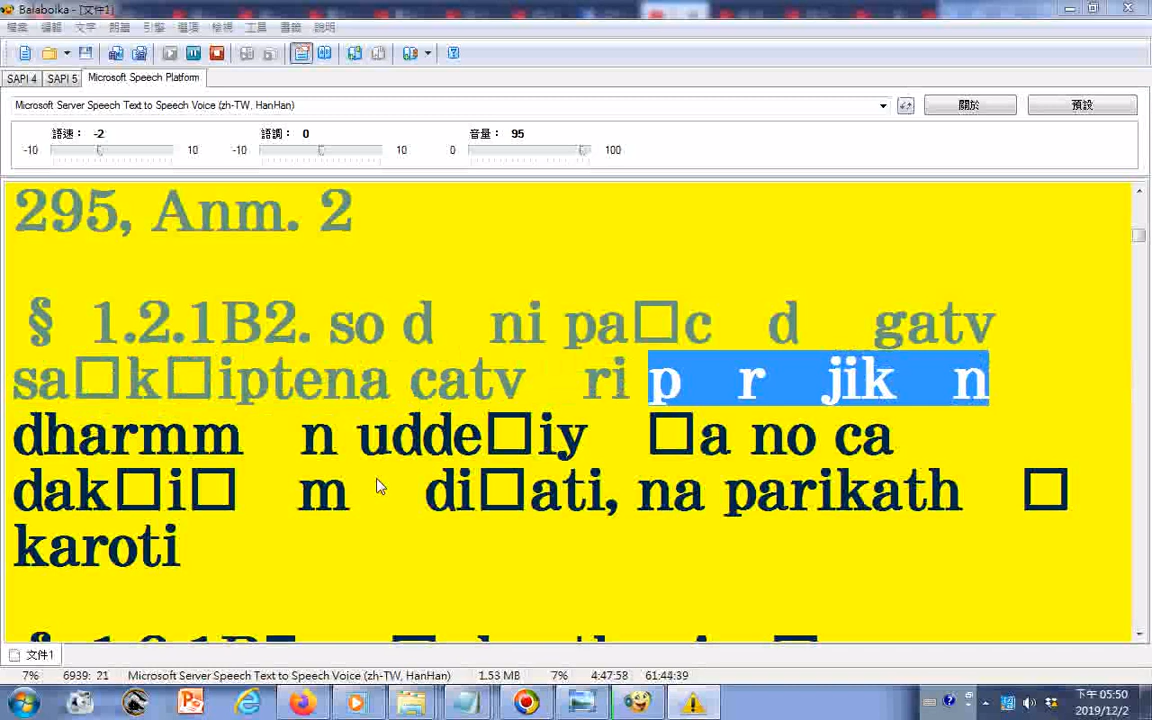 Balabolka - [文件1]
檔案 編輯 文字 朗誦 引擎 選項 檢視 工具 書籤 說明
SAPI 4 SAPI 5 Microsoft Speech Platform
Microsoft Server Speech Text to Speech Voice (zh-TW, HanHan) 關於 預設
語速： -2 語調： 0 音量： 95
-10 10 -10 10 0 100
295, Anm. 2
§ 1.2.1B2. so d ni pa□c d gatv
sa□k□iptena catv ri p r jik n
dharmm n udde□iy □a no ca
dak□i□ m di□ati, na parikath □
karoti
文件1
7% 6939: 21 Microsoft Server Speech Text to Speech Voice (zh-TW, HanHan) 1.53 MB 7% 4:47:58 61:44:39
下午 05:50
2019/12/2